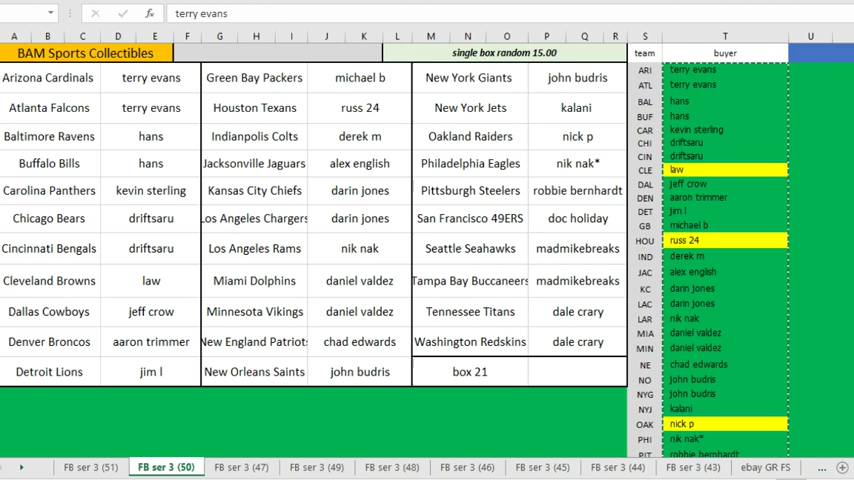 terry evans
A B C D E F G H I J K L M N O P Q R S T U
BAM Sports Collectibles single box random 15.00 team buyer
Arizona Cardinals terry evans Green Bay Packers michael b New York Giants john budris ARI terry evans
Atlanta Falcons terry evans Houston Texans russ 24 New York Jets kalani ATL terry evans
Baltimore Ravens hans Indianpolis Colts derek m Oakland Raiders nick p BAL hans
Buffalo Bills hans Jacksonville Jaguars alex english Philadelphia Eagles nik nak* BUF hans
Carolina Panthers kevin sterling Kansas City Chiefs darin jones Pittsburgh Steelers robbie bernhardt CAR kevin sterling
Chicago Bears driftsaru Los Angeles Chargers darin jones San Francisco 49ERS doc holiday CHI driftsaru
Cincinnati Bengals driftsaru Los Angeles Rams nik nak Seattle Seahawks madmikebreaks CIN driftsaru
Cleveland Browns law Miami Dolphins daniel valdez Tampa Bay Buccaneers madmikebreaks CLE law
Dallas Cowboys jeff crow Minnesota Vikings daniel valdez Tennessee Titans dale crary DAL jeff crow
Denver Broncos aaron trimmer New England Patriots chad edwards Washington Redskins dale crary DEN aaron trimmer
Detroit Lions jim l New Orleans Saints john budris box 21 DET jim l
GB michael b
HOU russ 24
IND derek m
JAC alex english
KC darin jones
LAC darin jones
LAR nik nak
MIA daniel valdez
MIN daniel valdez
NE chad edwards
NO john budris
NYG john budris
NYJ kalani
OAK nick p
PHI nik nak*
PIT robbie bernhardt
FB ser 3 (51) FB ser 3 (50) FB ser 3 (47) FB ser 3 (49) FB ser 3 (48) FB ser 3 (46) FB ser 3 (45) FB ser 3 (44) FB ser 3 (43) ebay GR FS ...